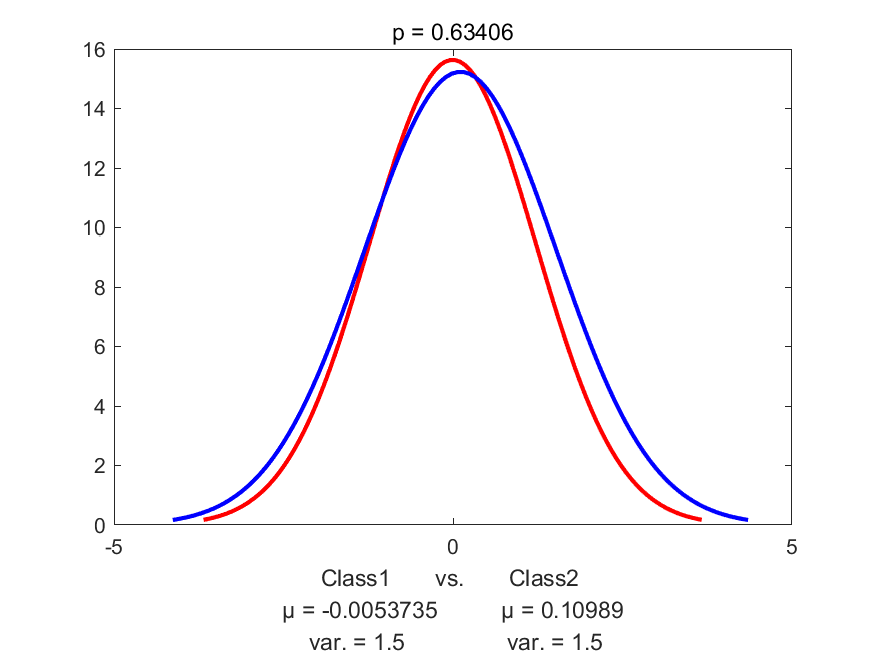 p = 0.63406
16
14
12
10
8
6
4
2
0
-5 0 5
Class1 vs. Class2
μ = -0.0053735 μ = 0.10989
var. = 1.5 var. = 1.5